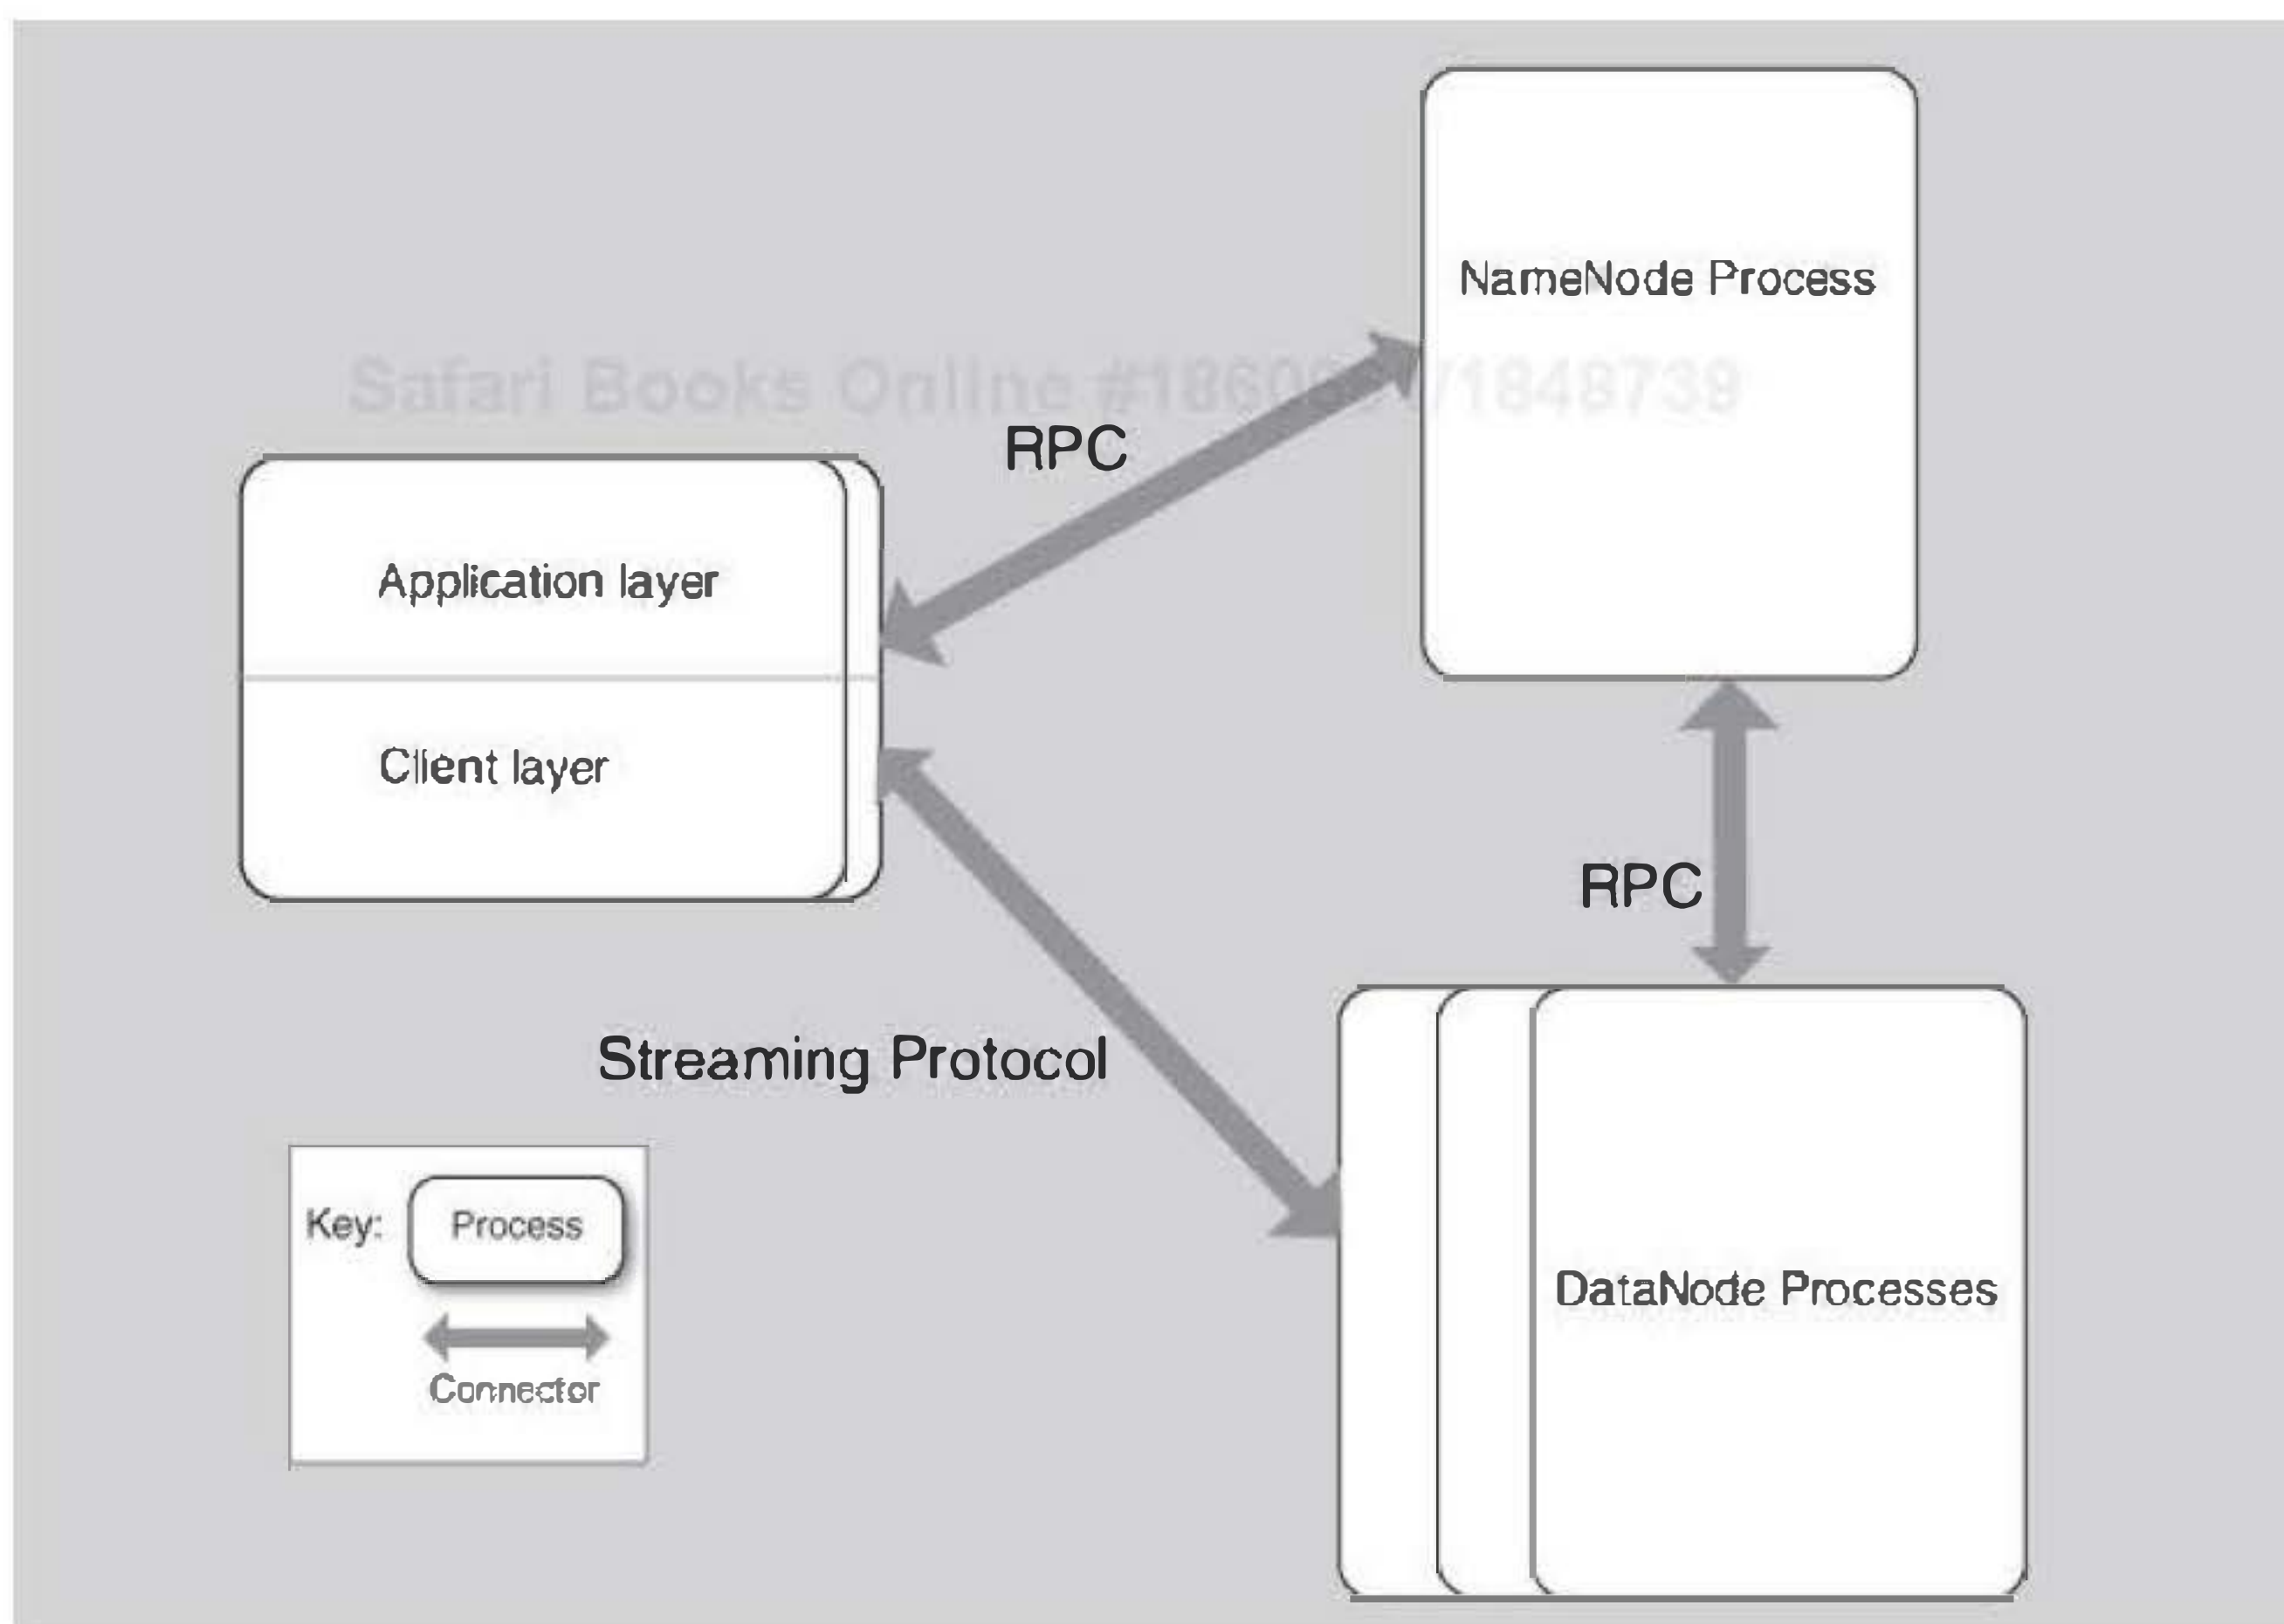 NameNode Process
Safari Books Online
RPC
Application layer
Client layer
RPC
Streaming Protocol
Key:
Process
Connector
DataNode Processes